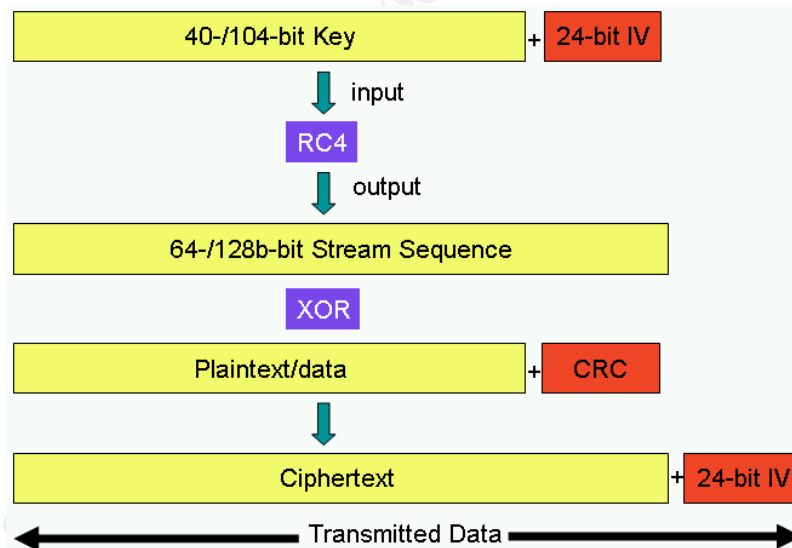 40-/104-bit Key + 24-bit IV
input
RC4
output
64-/128b-bit Stream Sequence
XOR
Plaintext/data + CRC
Ciphertext + 24-bit IV
Transmitted Data